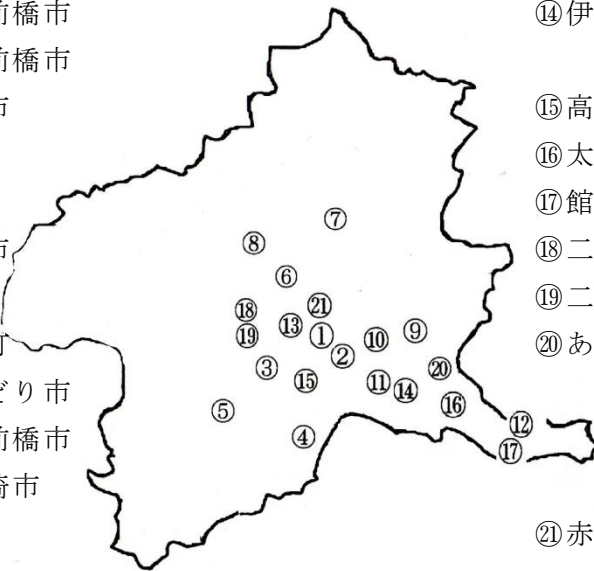 前橋市
前橋市
市
市
どり市
前橋市
崎市
⑦
⑧
⑥
⑱ ㉑
⑲ ⑬ ① ⑩ ⑨
②
③ ⑮ ⑪ ⑭ ⑳
⑤ ⑯
④ ⑫
⑰
⑭伊
⑮高
⑯太
⑰館
⑱二
⑲二
⑳あ
㉑赤